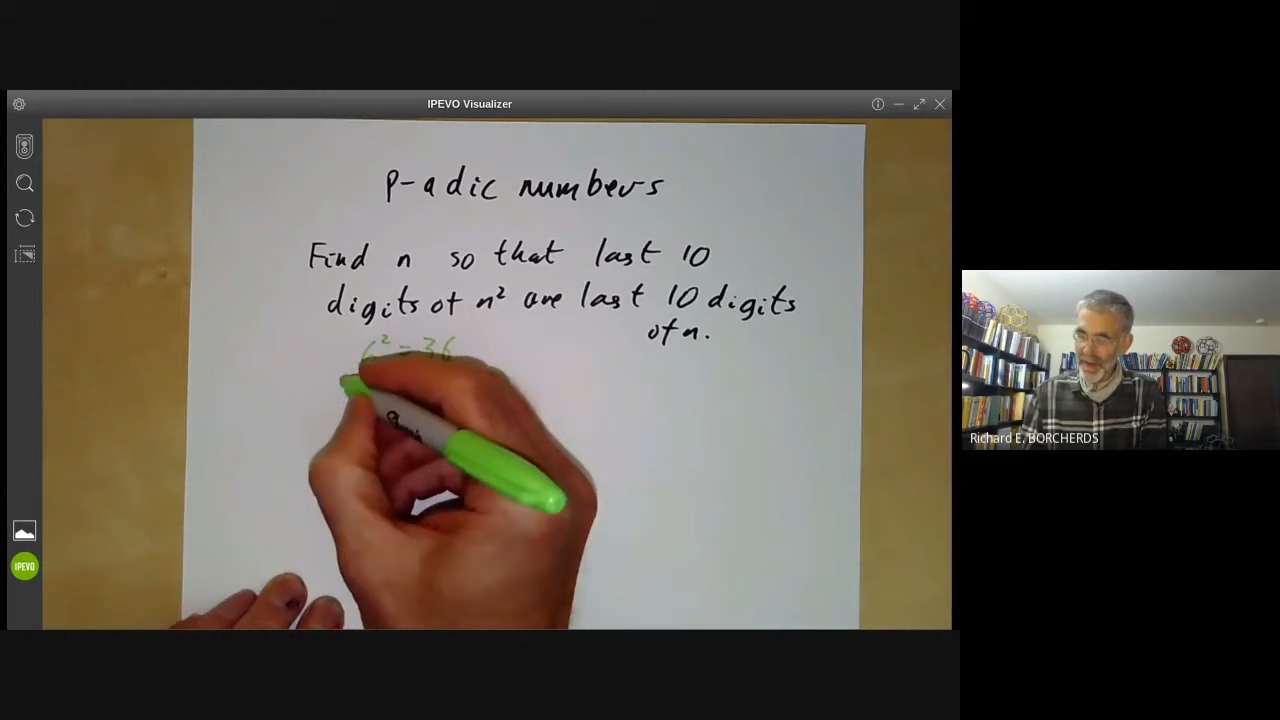 IPEVO Visualizer
p-adic numbers
Find n so that last 10
digits of n² are last 10 digits
of n.
6² = 36
Richard E. BORCHERDS
IPEVO